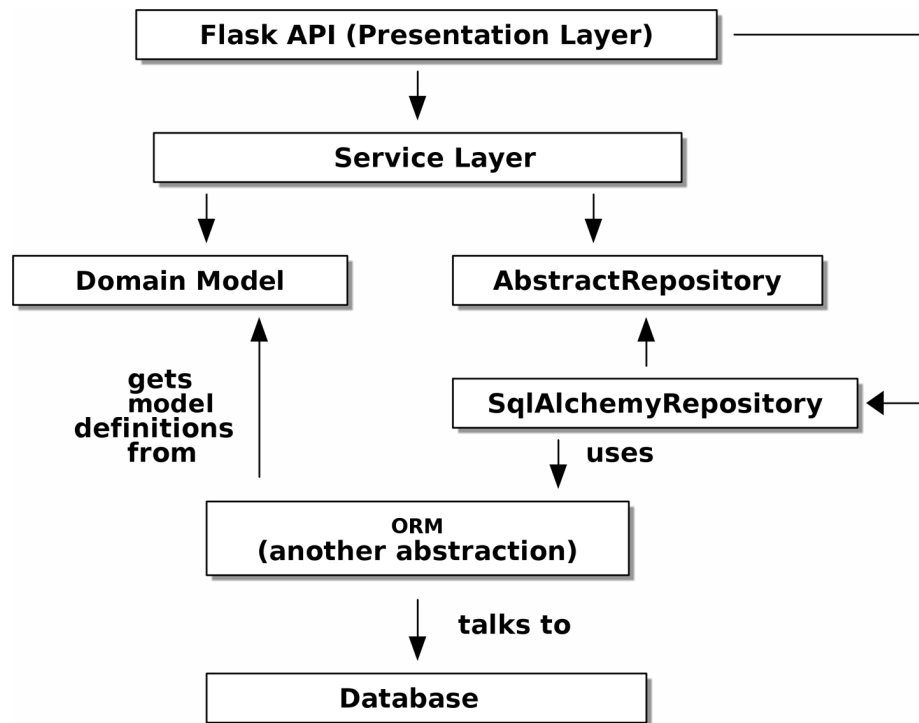 Flask API (Presentation Layer)
Service Layer
Domain Model
AbstractRepository
gets
model
definitions
from
SqlAlchemyRepository
uses
ORM
(another abstraction)
talks to
Database